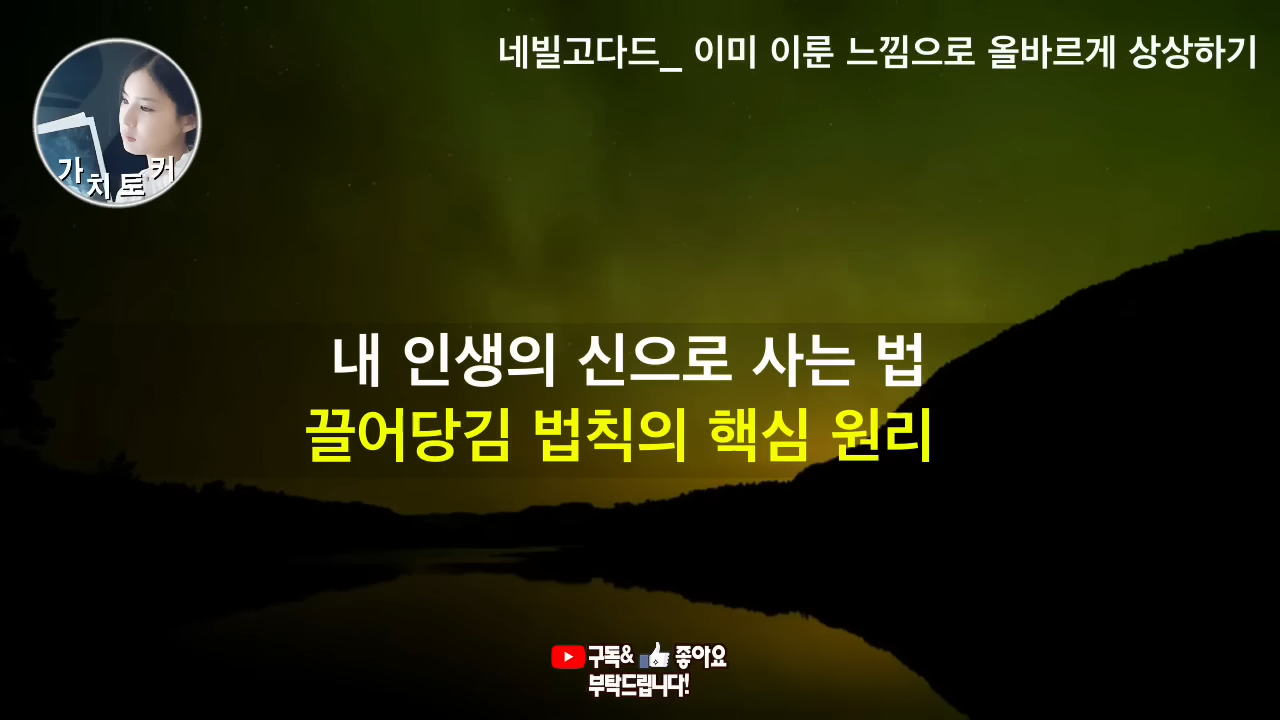 네빌고다드_ 이미 이룬 느낌으로 올바르게 상상하기
가치토커
내 인생의 신으로 사는 법
끌어당김 법칙의 핵심 원리
구독& 좋아요
부탁드립니다!